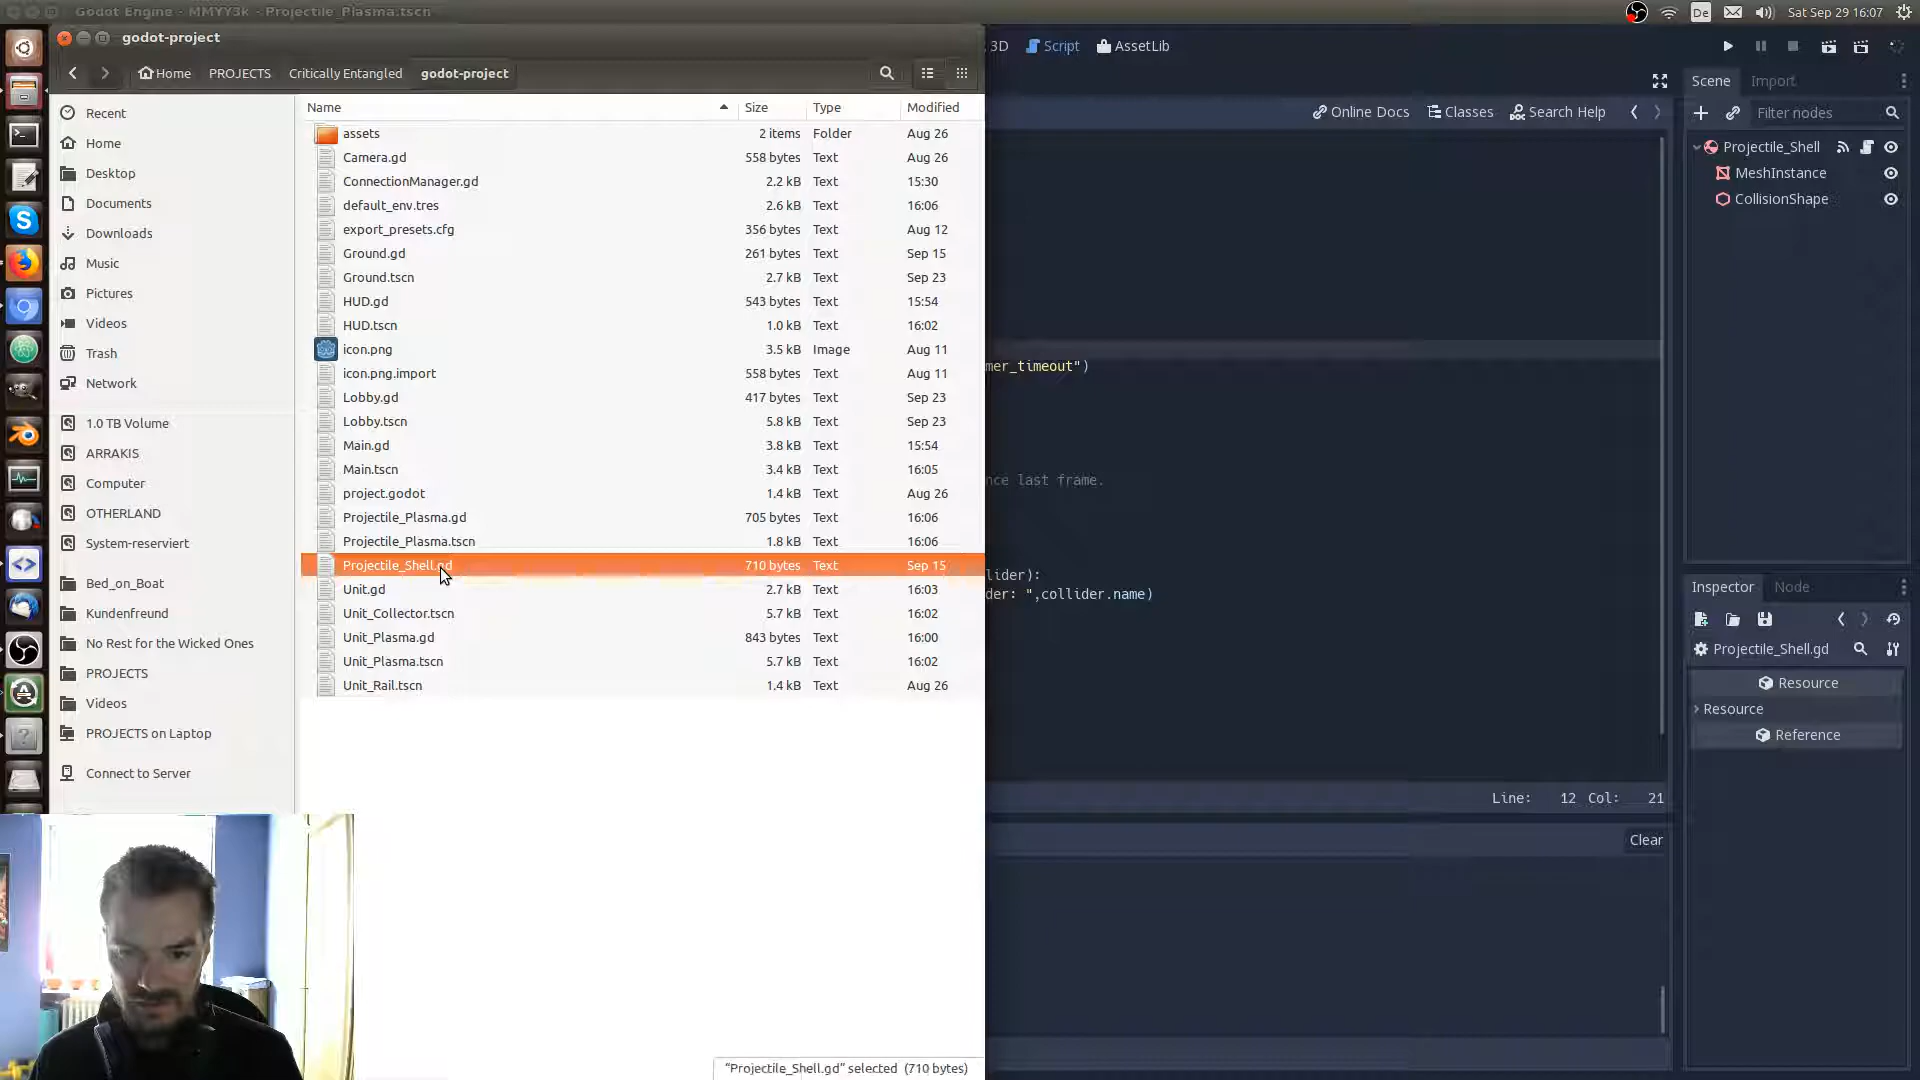 Godot Engine - MMYY3k - Projectile_Plasma.tscn
De
Sat Sep 29 16:07
godot-project
Home
PROJECTS
Critically Entangled
godot-project
3D
Script
AssetLib
Recent
Home
Desktop
Documents
Downloads
Music
Pictures
Videos
Trash
Network
1.0 TB Volume
ARRAKIS
Computer
OTHERLAND
System-reserviert
Bed_on_Boat
Kundenfreund
No Rest for the Wicked Ones
PROJECTS
Videos
PROJECTS on Laptop
Connect to Server
Name Size Type Modified
assets 2 items Folder Aug 26
Camera.gd 558 bytes Text Aug 26
ConnectionManager.gd 2.2 kB Text 15:30
default_env.tres 2.6 kB Text 16:06
export_presets.cfg 356 bytes Text Aug 12
Ground.gd 261 bytes Text Sep 15
Ground.tscn 2.7 kB Text Sep 23
HUD.gd 543 bytes Text 15:54
HUD.tscn 1.0 kB Text 16:02
icon.png 3.5 kB Image Aug 11
icon.png.import 558 bytes Text Aug 11
Lobby.gd 417 bytes Text Sep 23
Lobby.tscn 5.8 kB Text Sep 23
Main.gd 3.8 kB Text 15:54
Main.tscn 3.4 kB Text 16:05
project.godot 1.4 kB Text Aug 26
Projectile_Plasma.gd 705 bytes Text 16:06
Projectile_Plasma.tscn 1.8 kB Text 16:06
Projectile_Shell.gd 710 bytes Text Sep 15
Unit.gd 2.7 kB Text 16:03
Unit_Collector.tscn 5.7 kB Text 16:02
Unit_Plasma.gd 843 bytes Text 16:00
Unit_Plasma.tscn 5.7 kB Text 16:02
Unit_Rail.tscn 1.4 kB Text Aug 26
"Projectile_Shell.gd" selected (710 bytes)
Online Docs
Classes
Search Help
mer_timeout")
nce last frame.
lider):
der: ",collider.name)
Line: 12 Col: 21
Clear
Scene
Import
Filter nodes
Projectile_Shell
MeshInstance
CollisionShape
Inspector
Node
Projectile_Shell.gd
Resource
Resource
Reference